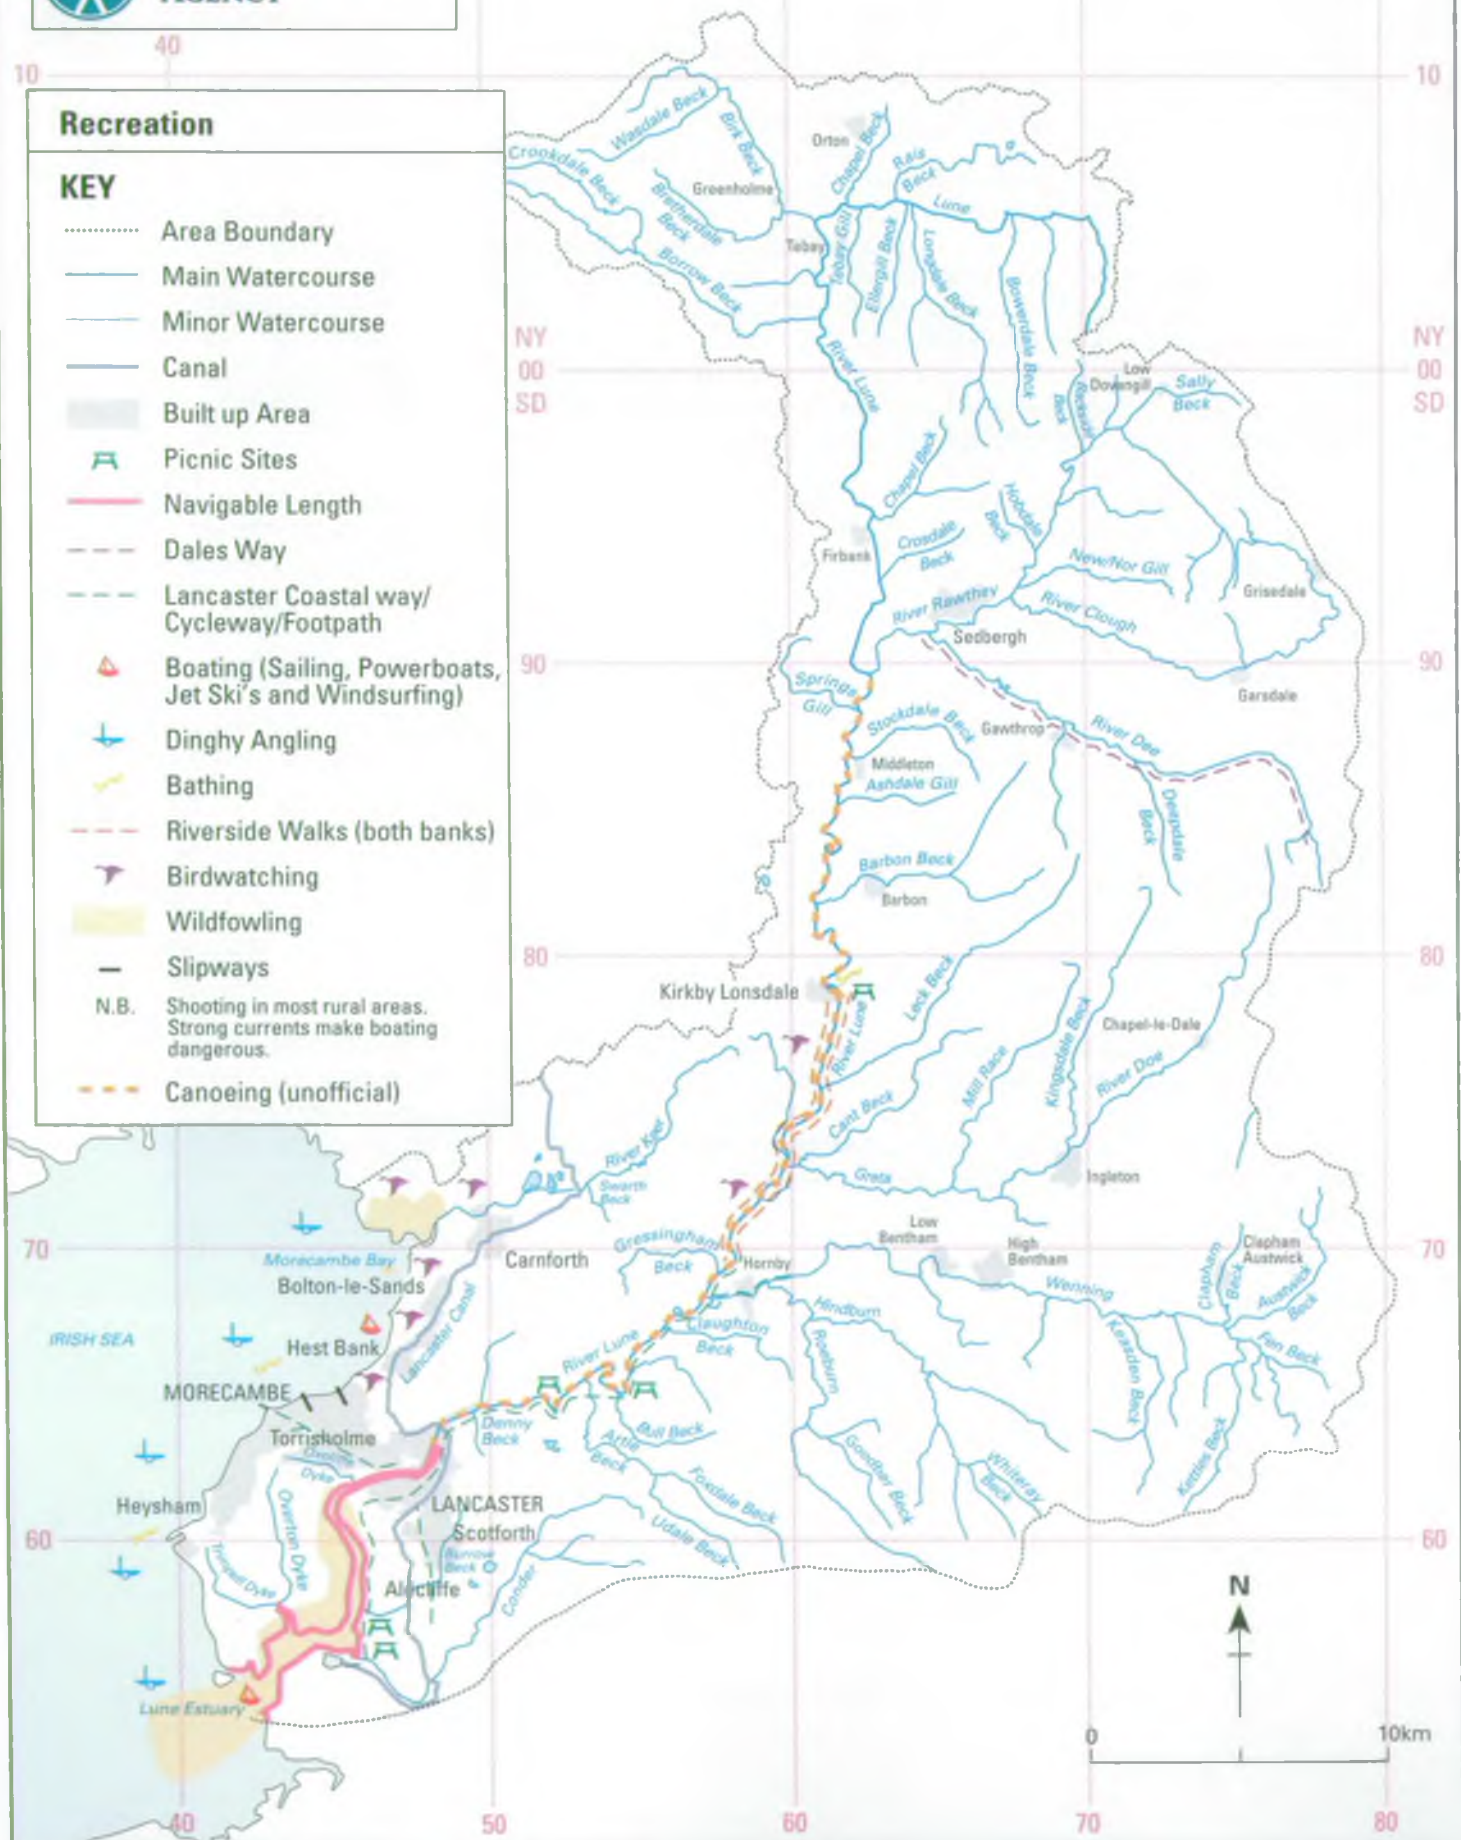 40
10
10
Recreation
KEY
Area Boundary
Main Watercourse
Minor Watercourse
Canal
Built up Area
Picnic Sites
Navigable Length
Dales Way
Lancaster Coastal way/
Cycleway/Footpath
Boating (Sailing, Powerboats,
Jet Ski's and Windsurfing)
Dinghy Angling
Bathing
Riverside Walks (both banks)
Birdwatching
Wildfowling
Slipways
N.B. Shooting in most rural areas.
Strong currents make boating
dangerous.
Canoeing (unofficial)
Wasdale Beck
Birk Beck
Orton
Chapel Beck
Rais
Beck
Crookdale Beck
Greenholme
Bretherdale
Beck
Lune
Tebay
Tebay Gill
Ellergill Beck
Longdale Beck
Borrow Beck
Bowerdale Beck
NY
00
SD
NY
00
SD
River Lune
Low
Dovengill
Sally
Beck
Backside
Beck
Chapel Beck
Hobdale
Beck
Firbank
Crosdale
Beck
New/Nor Gill
Grisedale
River Rawthey
River Clough
Sedbergh
90
90
Springs
Gill
Garsdale
Stockdale Beck
Gawthrop
River Dee
Middleton
Ashdale Gill
Deepdale
Beck
Barbon Beck
Barbon
80
80
Kirkby Lonsdale
Leck Beck
River Lune
Chapel-le-Dale
Kingsdale Beck
Mill Race
River Doe
Cant Beck
River Keer
Swarth
Beck
Greta
Ingleton
70
70
Morecambe Bay
Carnforth
Gressingham
Beck
Hornby
Low
Bentham
High
Bentham
Clapham
Austwick
Bolton-le-Sands
Wenning
Clapham
Beck
Austwick
Beck
IRISH SEA
Hest Bank
Lancaster Canal
River Lune
Claughton
Beck
Hindburn
Roeburn
Keasden Beck
Fen Beck
MORECAMBE
Torrisholme
Denny
Beck
Artle
Beck
Bull Beck
Goodber Beck
Whiteray
Beck
Kettles Beck
Dyke
Overton Dyke
Heysham
LANCASTER
Scotforth
Foxdale Beck
Udale Beck
60
60
Burrow
Beck
Aldcliffe
Conder
N
Lune Estuary
0
10km
40
50
60
70
80